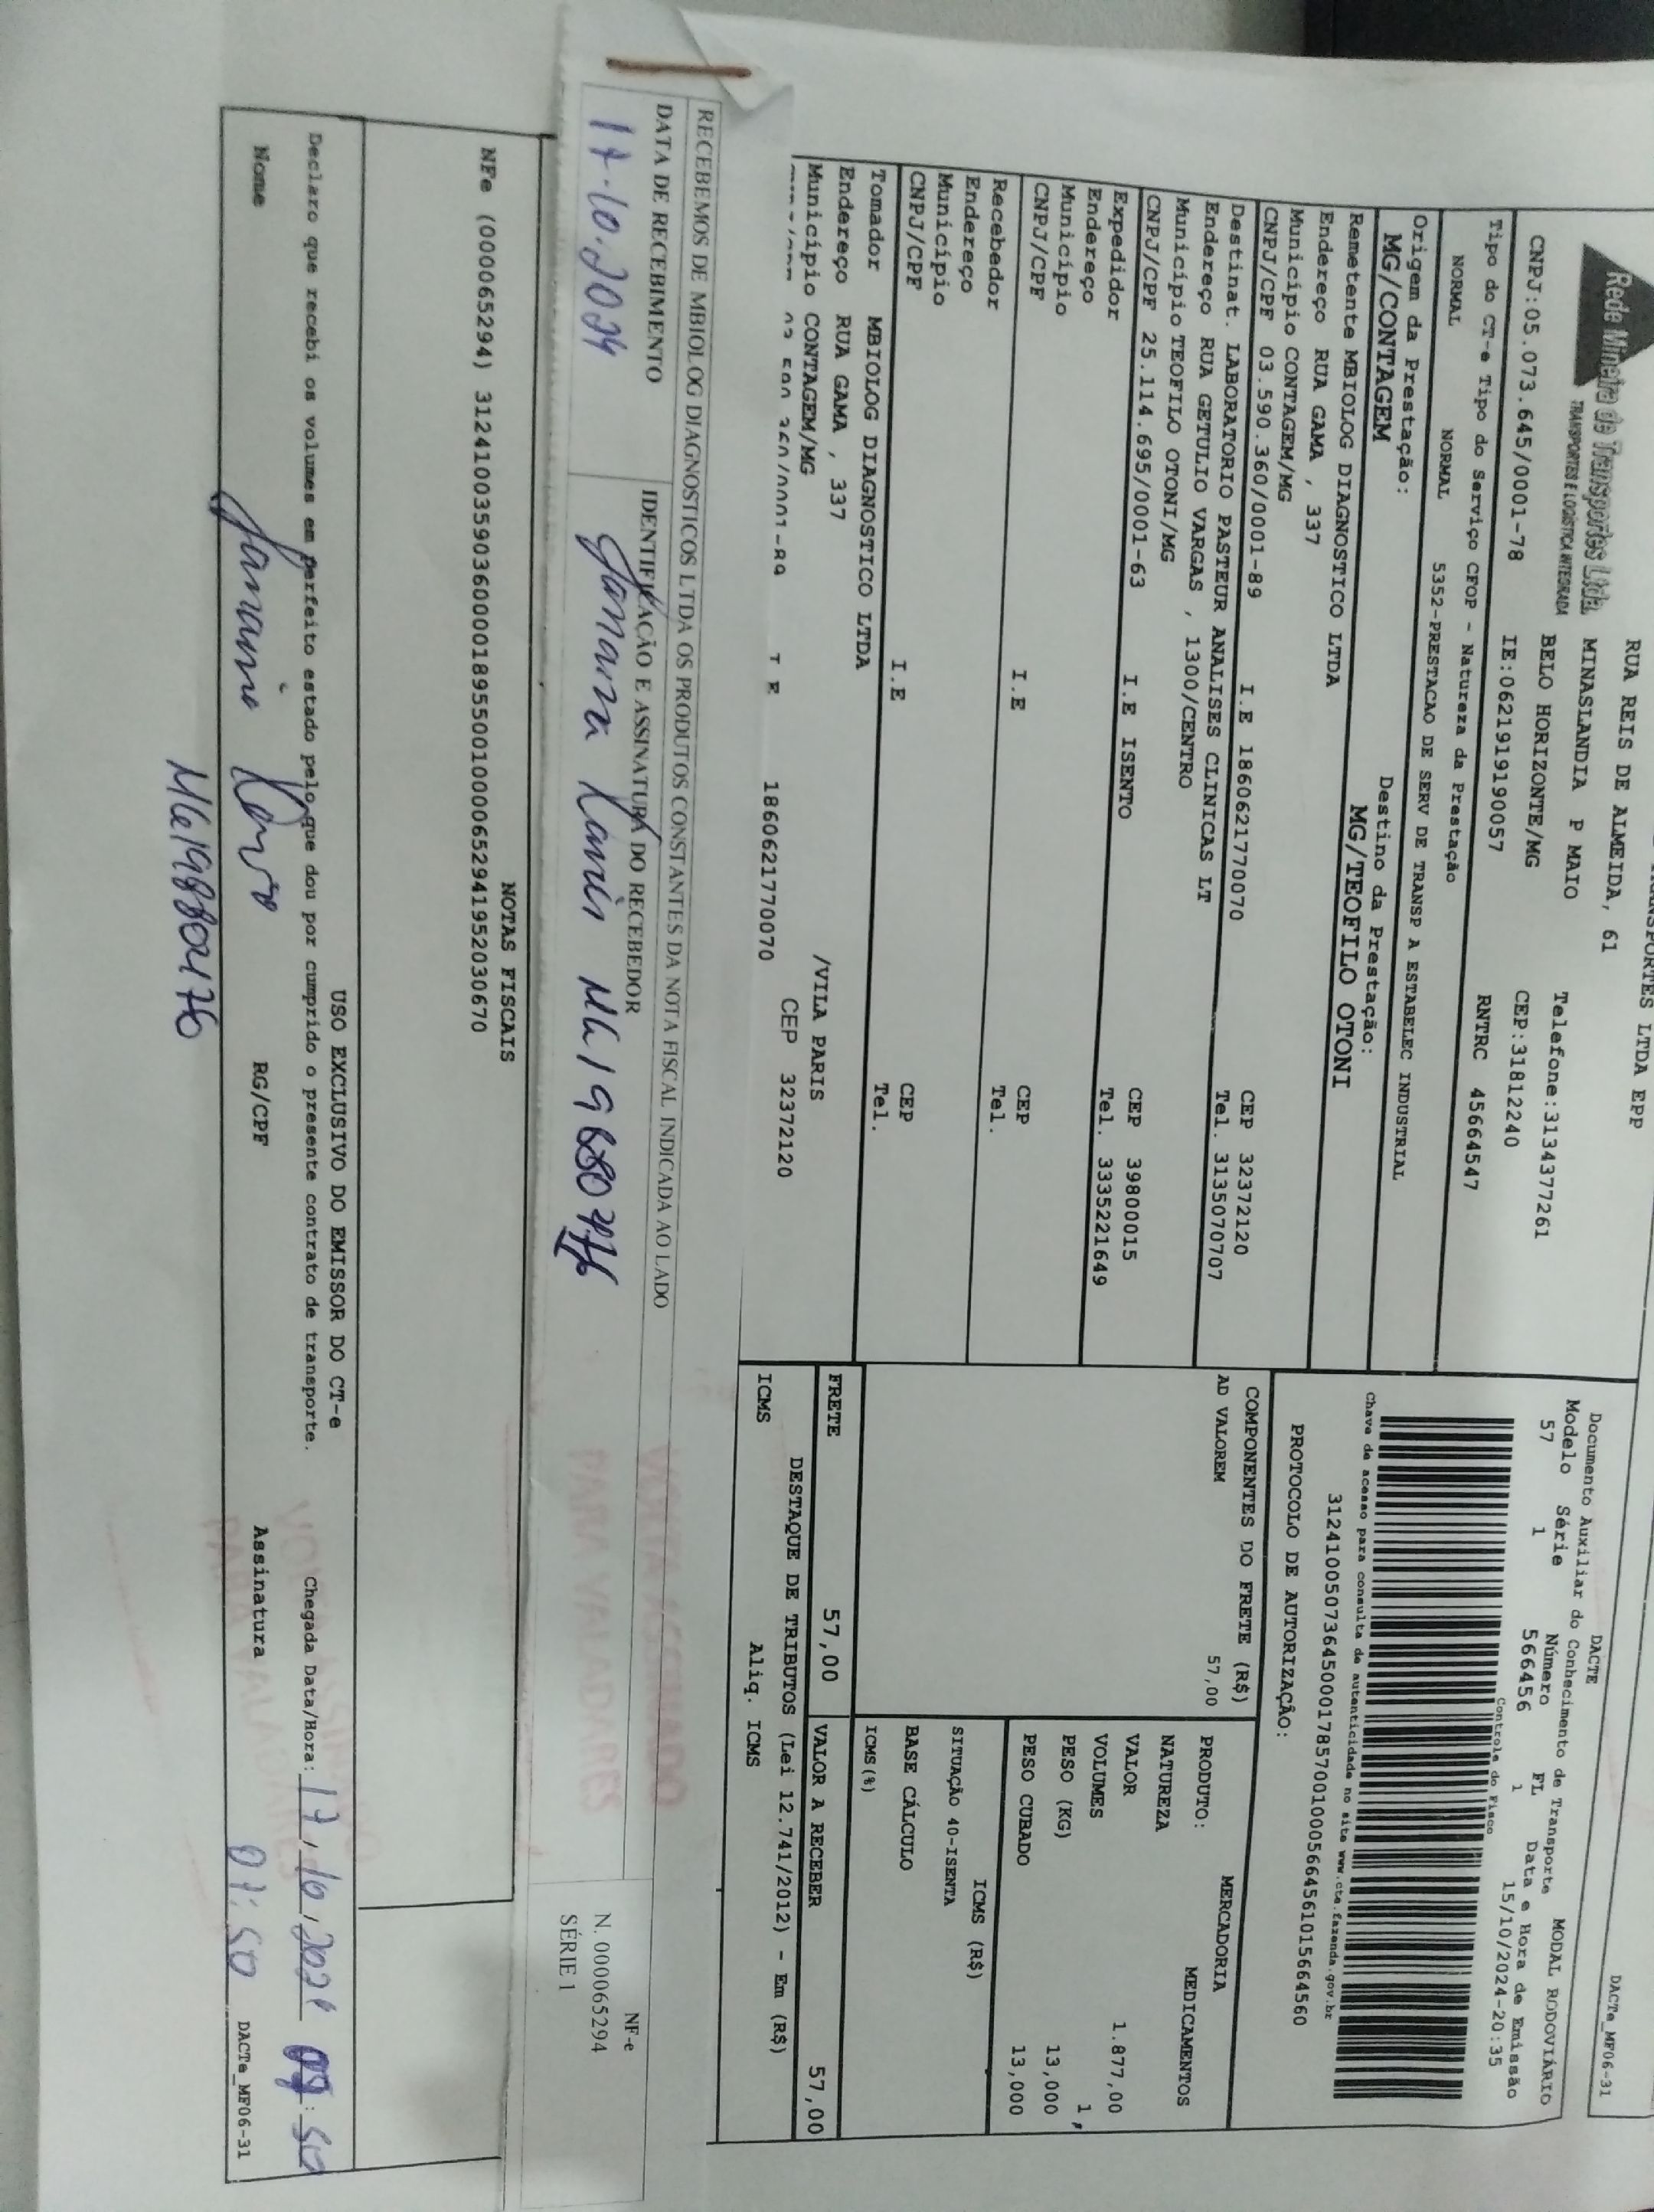 RUA REIS DE ALMEIDA, 61
Rede Mineira de Transportes Ltda
TRANSPORTES E LOGÍSTICA INTEGRADA
MINASLANDIA P MAIO
BELO HORIZONTE/MG
Telefone:3134377261
CNPJ:05.073.645/0001-78
IE:0621919190057
CEP:31812240
RNTRC 45664547
Tipo do CT-e Tipo do Serviço CFOP - Natureza da Prestação
NORMAL NORMAL 5352-PRESTACAO DE SERV DE TRANSP A ESTABELEC INDUSTRIAL
Origem da Prestação: Destino da Prestação:
MG/CONTAGEM MG/TEOFILO OTONI
Remetente MBIOLOG DIAGNOSTICO LTDA
Endereço RUA GAMA , 337
Município CONTAGEM/MG CEP 32372120
CNPJ/CPF 03.590.360/0001-89 I.E 1860621770070 Tel. 313507070​7
Destinat. LABORATORIO PASTEUR ANALISES CLINICAS LT
Endereço RUA GETULIO VARGAS , 1300/CENTRO
Município TEOFILO OTONI/MG CEP 39800015
CNPJ/CPF 25.114.695/0001-63 I.E ISENTO Tel. 3335221649
Expedidor
Endereço
Município CEP
CNPJ/CPF I.E Tel.
Recebedor
Endereço
Município CEP
CNPJ/CPF I.E Tel.
Tomador MBIOLOG DIAGNOSTICO LTDA
Endereço RUA GAMA , 337 /VILA PARIS
Município CONTAGEM/MG CEP 32372120
1860621770070
DACTe_MF06-31
DACTE
Documento Auxiliar do Conhecimento de Transporte MODAL RODOVIÁRIO
Modelo Série Número FL Data e Hora de Emissão
57 1 566456 1 15/10/2024-20:35
Controle do Fisco
Chave de acesso para consulta de autenticidade no site www.cte.fazenda.gov.br
31241005073645000178570010005664561015664560
PROTOCOLO DE AUTORIZAÇÃO:
COMPONENTES DO FRETE (R$)
AD VALOREM 57,00
MERCADORIA
PRODUTO: MEDICAMENTOS
NATUREZA
VALOR 1.877,00
VOLUMES 1,
PESO (KG) 13,000
PESO CUBADO 13,000
ICMS (R$)
SITUAÇÃO 40-ISENTA
BASE CÁLCULO
ICMS(%)
FRETE 57,00 VALOR A RECEBER 57,00
DESTAQUE DE TRIBUTOS (Lei 12.741/2012) - Em (R$)
ICMS Aliq. ICMS
RECEBEMOS DE MBIOLOG DIAGNOSTICOS LTDA OS PRODUTOS CONSTANTES DA NOTA FISCAL INDICADA AO LADO
DATA DE RECEBIMENTO IDENTIFICAÇÃO E ASSINATURA DO RECEBEDOR
17.10.2024
NF-e
N. 000065294
SÉRIE 1
VOLTA ASSINADO
PARA VALADARES
NOTAS FISCAIS
NFe (000065294) 31241003590360000189550010000652941952030670
USO EXCLUSIVO DO EMISSOR DO CT-e
Declaro que recebi os volumes em perfeito estado pelo que dou por cumprido o presente contrato de transporte.
Chegada Data/Hora: 17/10/2024
Nome RG/CPF Assinatura 07:50
DACTe_MF06-31